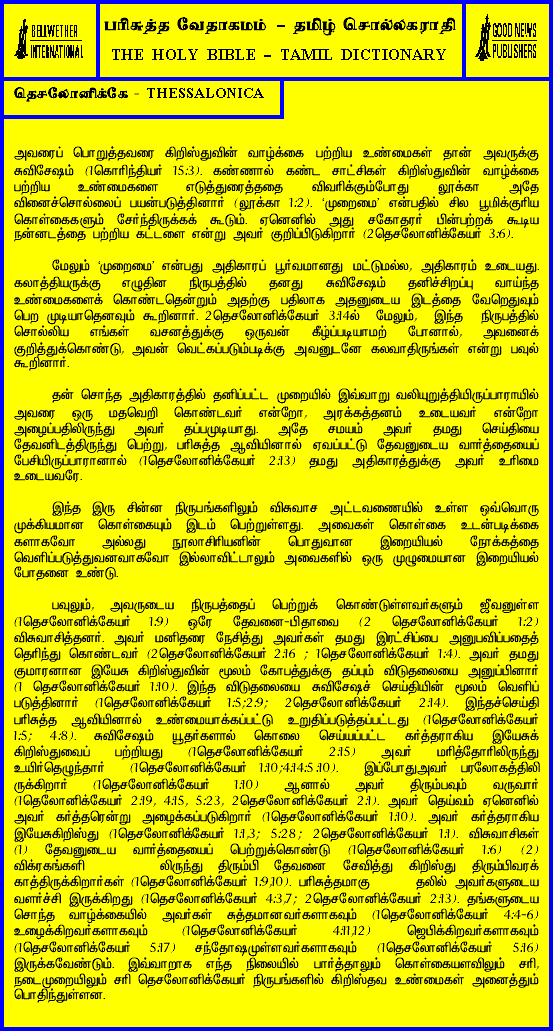 BELLWETHER
INTERNATIONAL
பரிசுத்த வேதாகமம் – தமிழ் சொல்லகராதி
THE HOLY BIBLE – TAMIL DICTIONARY
GOOD NEWS
PUBLISHERS
தெசலோனிக்கே - THESSALONICA
அவரைப் பொறுத்தவரை கிறிஸ்துவின் வாழ்க்கை பற்றிய உண்மைகள் தான் அவருக்கு
சுவிசேஷம் (1கொரிந்தியர் 15:3). கண்ணால் கண்ட சாட்சிகள் கிறிஸ்துவின் வாழ்க்கை
பற்றிய உண்மைகளை எடுத்துரைத்ததை விவரிக்கும்போது லூக்கா அதே
வினைச்சொல்லைப் பயன்படுத்தினார் (லூக்கா 1:2). ‘முறைமை’ என்பதில் சில பூமிக்குரிய
கொள்கைகளும் சேர்ந்திருக்கக் கூடும். ஏனெனில் அது சகோதரர் பின்பற்றக் கூடிய
நன்னடத்தை பற்றிய கட்டளை என்று அவர் குறிப்பிடுகிறார் (2தெசலோனிக்கேயர் 3:6).
மேலும் ‘முறைமை’ என்பது அதிகாரப் பூர்வமானது மட்டுமல்ல, அதிகாரம் உடையது.
கலாத்தியருக்கு எழுதின நிருபத்தில் தனது சுவிசேஷம் தனிச்சிறப்பு வாய்ந்த
உண்மைகளைக் கொண்டதென்றும் அதற்கு பதிலாக அதனுடைய இடத்தை வேறெதுவும்
பெற முடியாதெனவும் கூறினார். 2தெசலோனிக்கேயர் 3:14ல் மேலும், இந்த நிருபத்தில்
சொல்லிய எங்கள் வசனத்துக்கு ஒருவன் கீழ்ப்படியாமற் போனால், அவனைக்
குறித்துக்கொண்டு, அவன் வெட்கப்படும்படிக்கு அவனுடனே கலவாதிருங்கள் என்று பவுல்
கூறினார்.
தன் சொந்த அதிகாரத்தில் தனிப்பட்ட முறையில் இவ்வாறு வலியுறுத்தியிருப்பாராயில்
அவரை ஒரு மதவெறி கொண்டவர் என்றோ, அரக்கத்தனம் உடையவர் என்றோ
அழைப்பதிலிருந்து அவர் தப்பமுடியாது. அதே சமயம் அவர் தமது செய்தியை
தேவனிடத்திருந்து பெற்று, பரிசுத்த ஆவியினால் ஏவப்பட்டு தேவனுடைய வார்த்தையைப்
பேசியிருப்பாரானால் (1தெசலோனிக்கேயர் 2:13) தமது அதிகாரத்துக்கு அவர் உரிமை
உடையவரே.
இந்த இரு சின்ன நிருபங்களிலும் விசுவாச அட்டவணையில் உள்ள ஒவ்வொரு
முக்கியமான கொள்கையும் இடம் பெற்றுள்ளது. அவைகள் கொள்கை உடன்படிக்கை
களாகவோ அல்லது நூலாசிரியனின் பொதுவான இறையியல் நோக்கத்தை
வெளிப்படுத்துவனவாகவோ இல்லாவிட்டாலும் அவைகளில் ஒரு முழுமையான இறையியல்
போதனை உண்டு.
பவுலும், அவருடைய நிருபத்தைப் பெற்றுக் கொண்டுள்ளவர்களும் ஜீவனுள்ள
(1தெசலோனிக்கேயர் 1:9) ஒரே தேவனை-பிதாவை (2 தெசலோனிக்கேயர் 1:2)
விசுவாசித்தனர். அவர் மனிதரை நேசித்து அவர்கள் தமது இரட்சிப்பை அனுபவிப்பதைத்
தெரிந்து கொண்டவர் (2தெசலோனிக்கேயர் 2:16 ; 1தெசலோனிக்கேயர் 1:4). அவர் தமது
குமாரனான இயேசு கிறிஸ்துவின் மூலம் கோபத்துக்கு தப்பும் விடுதலையை அனுப்பினார்
(1 தெசலோனிக்கேயர் 1:10). இந்த விடுதலையை சுவிசேஷச் செய்தியின் மூலம் வெளிப்
படுத்தினார் (1தெசலோனிக்கேயர் 1:5;2:9; 2தெசலோனிக்கேயர் 2:14). இந்தச்செய்தி
பரிசுத்த ஆவியினால் உண்மையாக்கப்பட்டு உறுதிப்படுத்தப்பட்டது (1தெசலோனிக்கேயர்
1:5; 4:8). சுவிசேஷம் யூதர்களால் கொலை செய்யப்பட்ட கர்த்தராகிய இயேசுக்
கிறிஸ்துவைப் பற்றியது (1தெசலோனிக்கேயர் 2:15) அவர் மரித்தோரிலிருந்து
உயிர்தெழுந்தார் (1தெசலோனிக்கேயர் 1:10;4:14:5:10). இப்போதுஅவர் பரலோகத்தி‌லி
ருக்கிறார் (1தெசலோனிக்கேயர் 1:10) ஆனால் அவர் திரும்பவும் வருவார்
(1தெலோனிக்கேயர் 2:19, 4:15, 5:23, 2தெசலோனிக்கேயர் 2:1). அவர் தெய்வம் ஏனெனில்
அவர் கர்த்தரென்று அழைக்கப்படுகிறார் (1தெசலோனிக்கேயர் 1:10). அவர் கர்த்தராகிய
இயேசுகிறிஸ்து (1தெசலோனிக்கேயர் 1:1,3; 5:28; 2தெசலோனிக்கேயர் 1:1). விசுவாசிகள்
(1) தேவனுடைய வார்த்தையைப் பெற்றுக்கொண்டு (1தெசலோனிக்கேயர் 1:6) (2)
விக்ரகங்களி லிருந்து திரும்பி தேவனை சேவித்து கிறிஸ்து திரும்பிவரக்
காத்திருக்கிறார்கள் (1தெசலோனிக்கேயர் 1:9,10). பரிசுத்தமாகு தலில் அவர்களுடைய
வளர்ச்சி இருக்கிறது (1தெசலோனிக்கேயர் 4:3,7; 2தெசலோனிக்கேயர் 2:13). தங்களுடைய
சொந்த வாழ்க்கையில் அவர்கள் சுத்தமானவர்களாகவும் (1தெசலோனிக்கேயர் 4:4-6)
உழைக்கிறவர்களாகவும் (1தெசலோனிக்கேயர் 4:11,12) ஜெபிக்கிறவர்களாகவும்
(1தெசலோனிக்கேயர் 5:17) சந்தோஷமுள்ளவர்களாகவும் (1தெசலோனிக்கேயர் 5:16)
இருக்கவேண்டும். இவ்வாறாக எந்த நிலையில் பார்த்தாலும் கொள்கையளவிலும் சரி,
நடைமுறையிலும் சரி தெசலோனிக்கேயர் நிருபங்களில் கிறிஸ்தவ உண்மைகள் அனைத்தும்
பொதிந்துள்ளன.